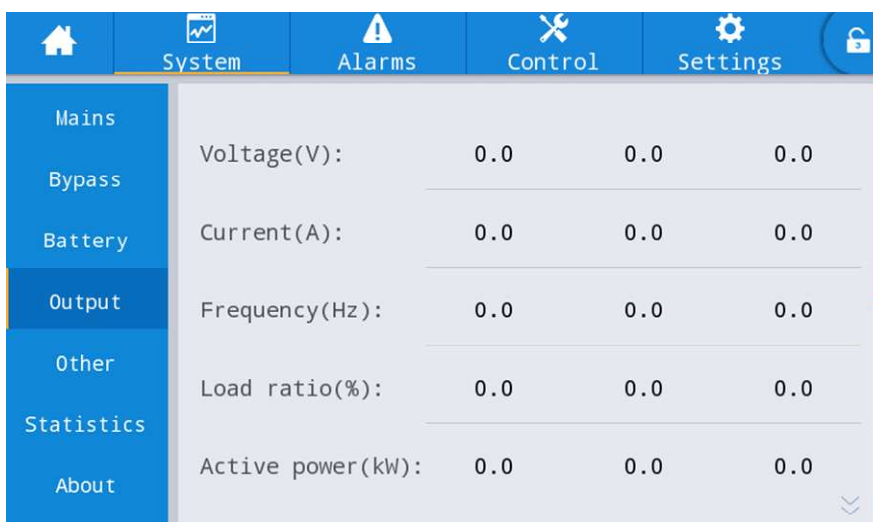 System Alarms Control Settings
3
Mains
Bypass
Battery
Output
Other
Statistics
About
Voltage(V): 0.0 0.0 0.0
Current(A): 0.0 0.0 0.0
Frequency(Hz): 0.0 0.0 0.0
Load ratio(%): 0.0 0.0 0.0
Active power(kW): 0.0 0.0 0.0